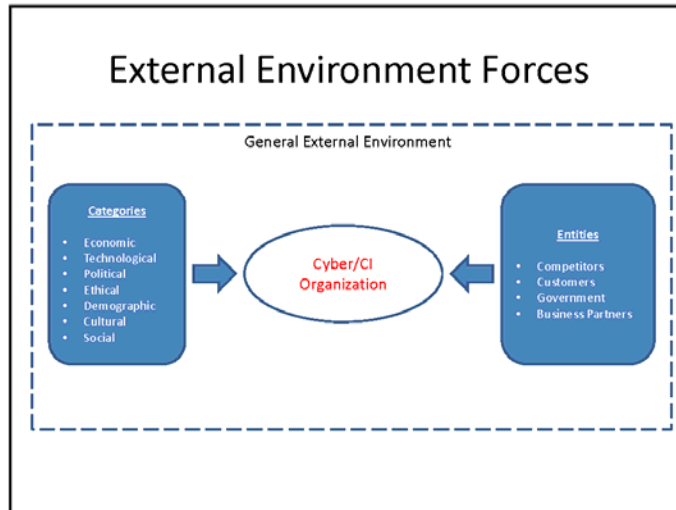 External Environment Forces
General External Environment
Categories
• Economic
• Technological
• Political
• Ethical
• Demographic
• Cultural
• Social
Cyber/CI
Organization
Entities
• Competitors
• Customers
• Government
• Business Partners